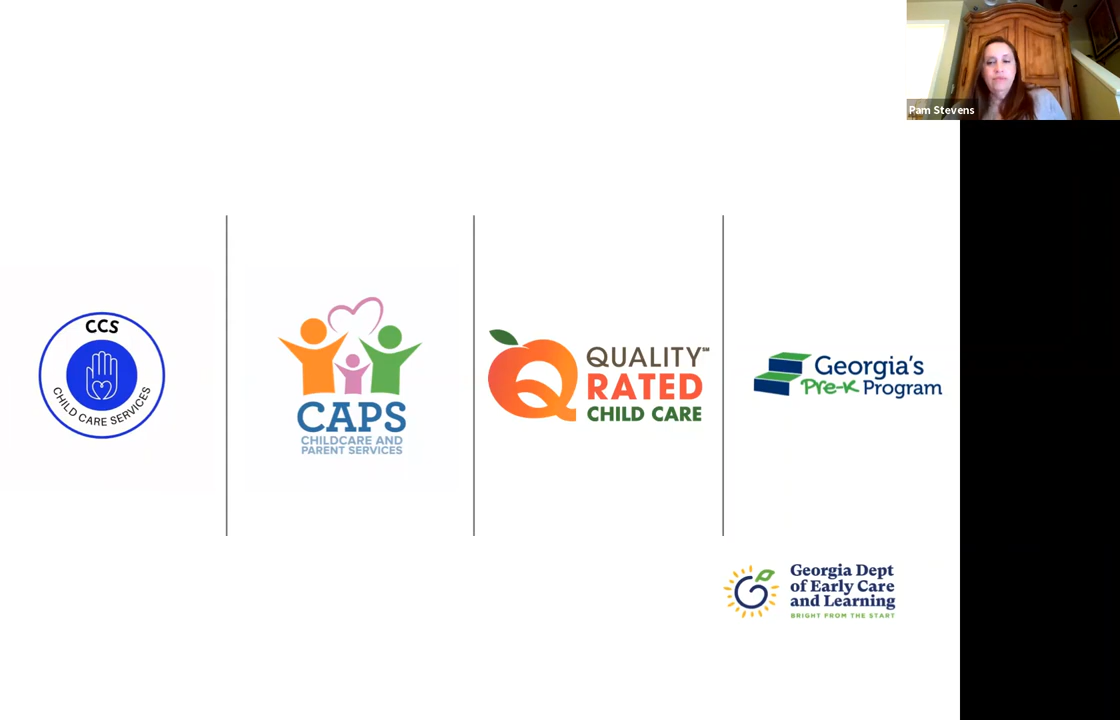 Pam Stevens
CCS
CHILD CARE SERVICES
CAPS
CHILDCARE AND
PARENT SERVICES
QUALITY℠
RATED
CHILD CARE
Georgia's
Pre-K Program
Georgia Dept
of Early Care
and Learning
BRIGHT FROM THE START